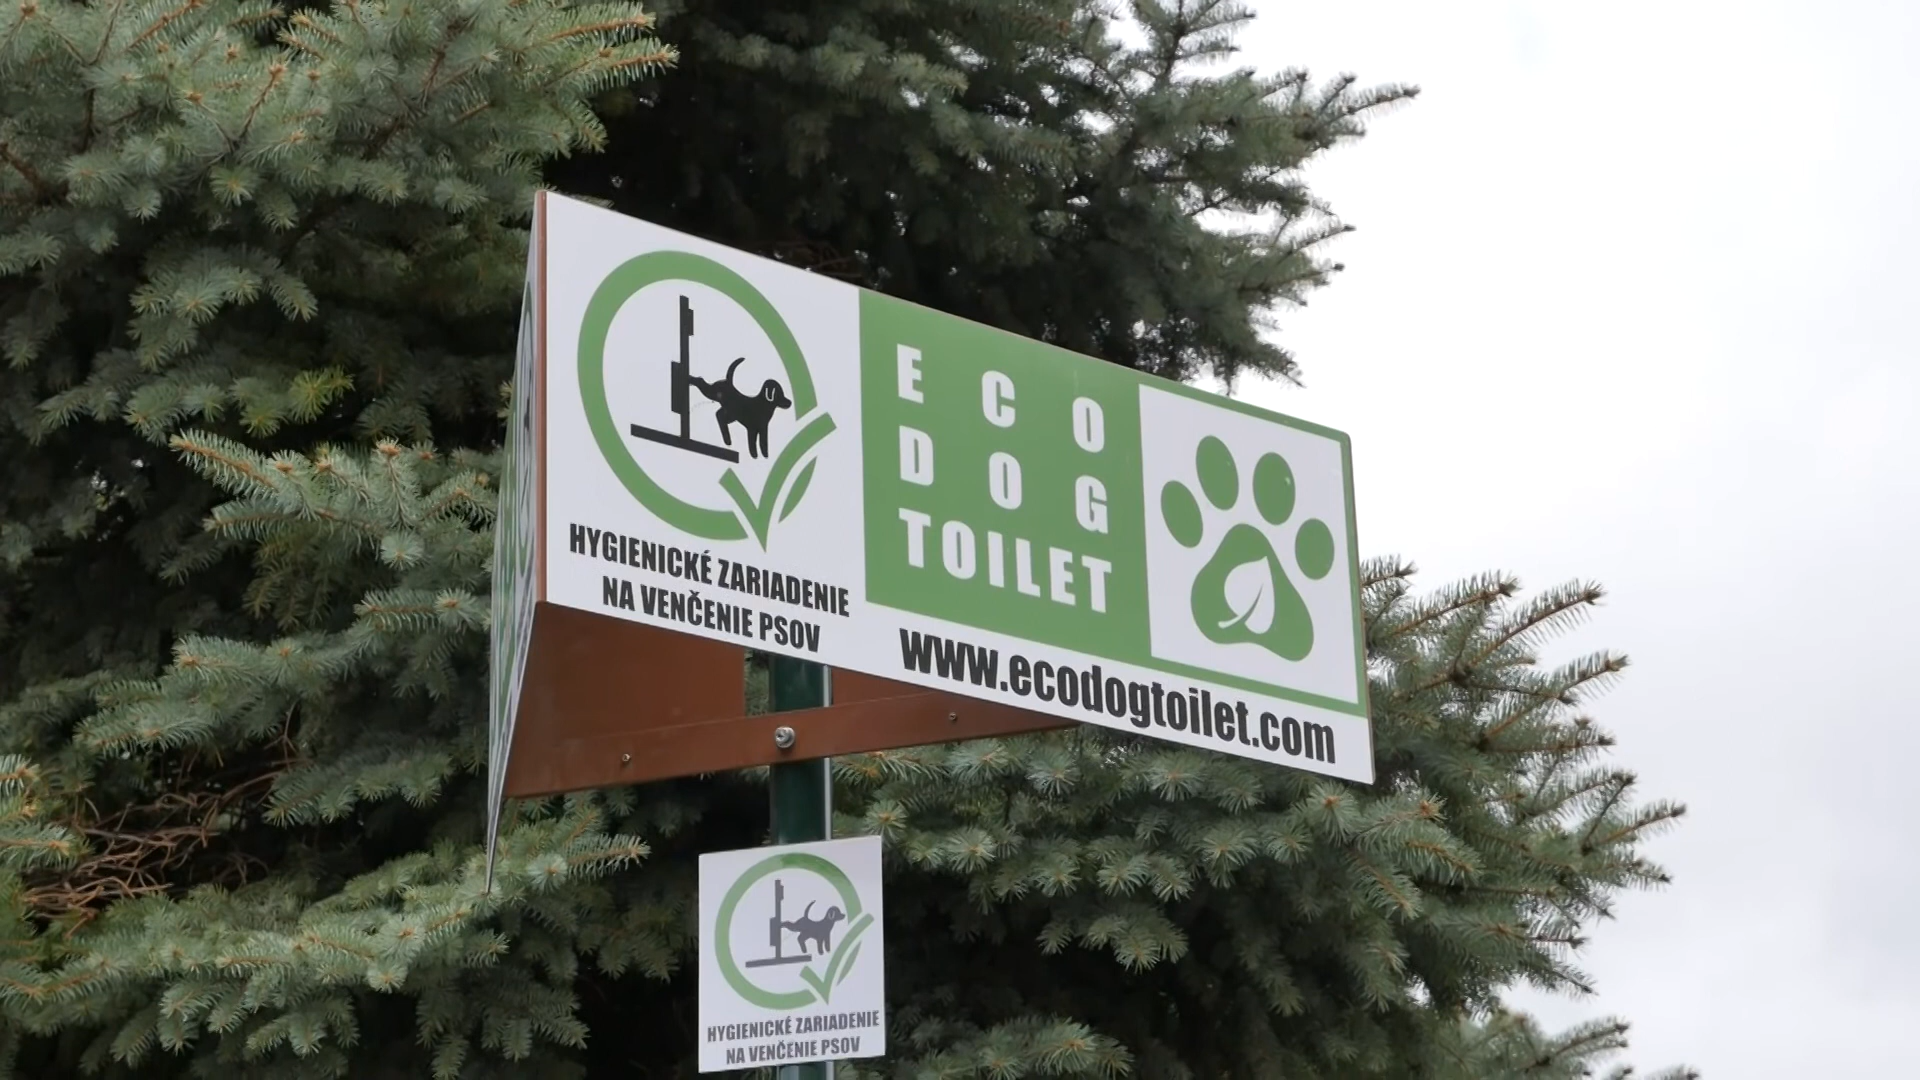 HYGIENICKÉ ZARIADENIE
NA VENČENIE PSOV
ECO
DOG
TOILET
www.ecodogtoilet.com
HYGIENICKÉ ZARIADENIE
NA VENČENIE PSOV